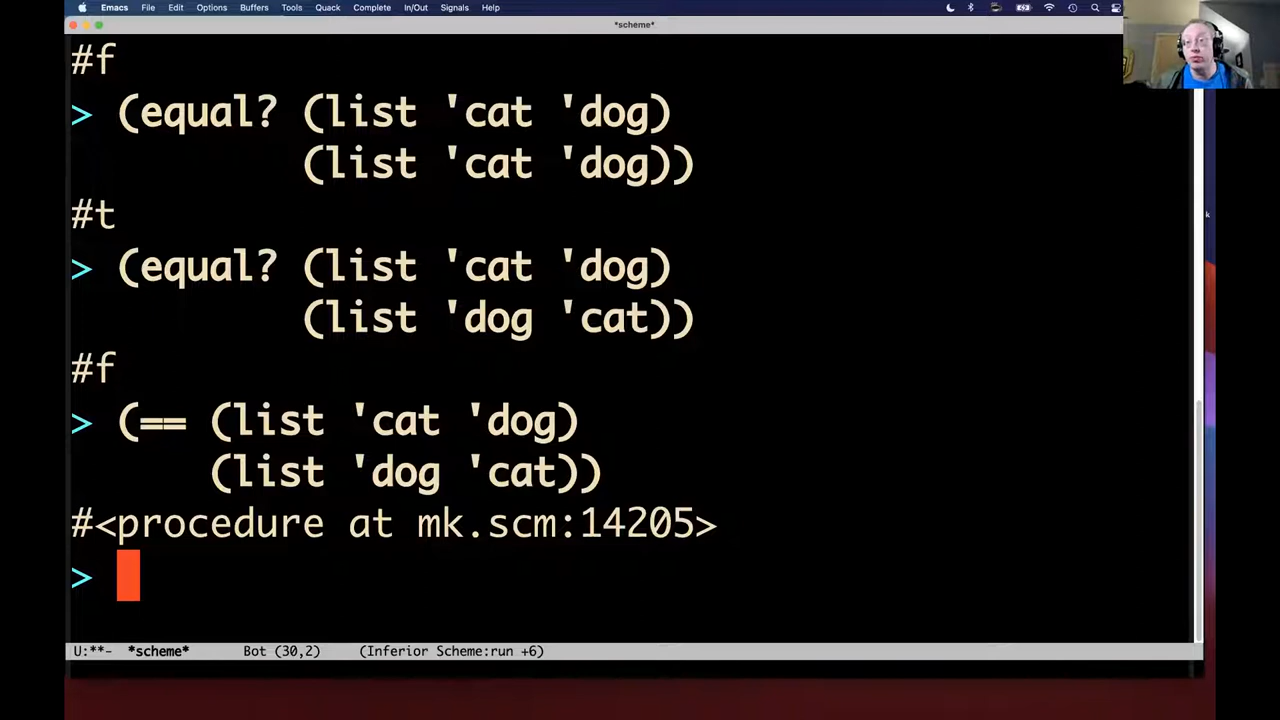 Emacs File Edit Options Buffers Tools Quack Complete In/Out Signals Help
*scheme*
#f
> (equal? (list 'cat 'dog)
(list 'cat 'dog))
#t
> (equal? (list 'cat 'dog)
(list 'dog 'cat))
#f
> (== (list 'cat 'dog)
(list 'dog 'cat))
#<procedure at mk.scm:14205>
>
U:**- *scheme* Bot (30,2) (Inferior Scheme:run +6)
k